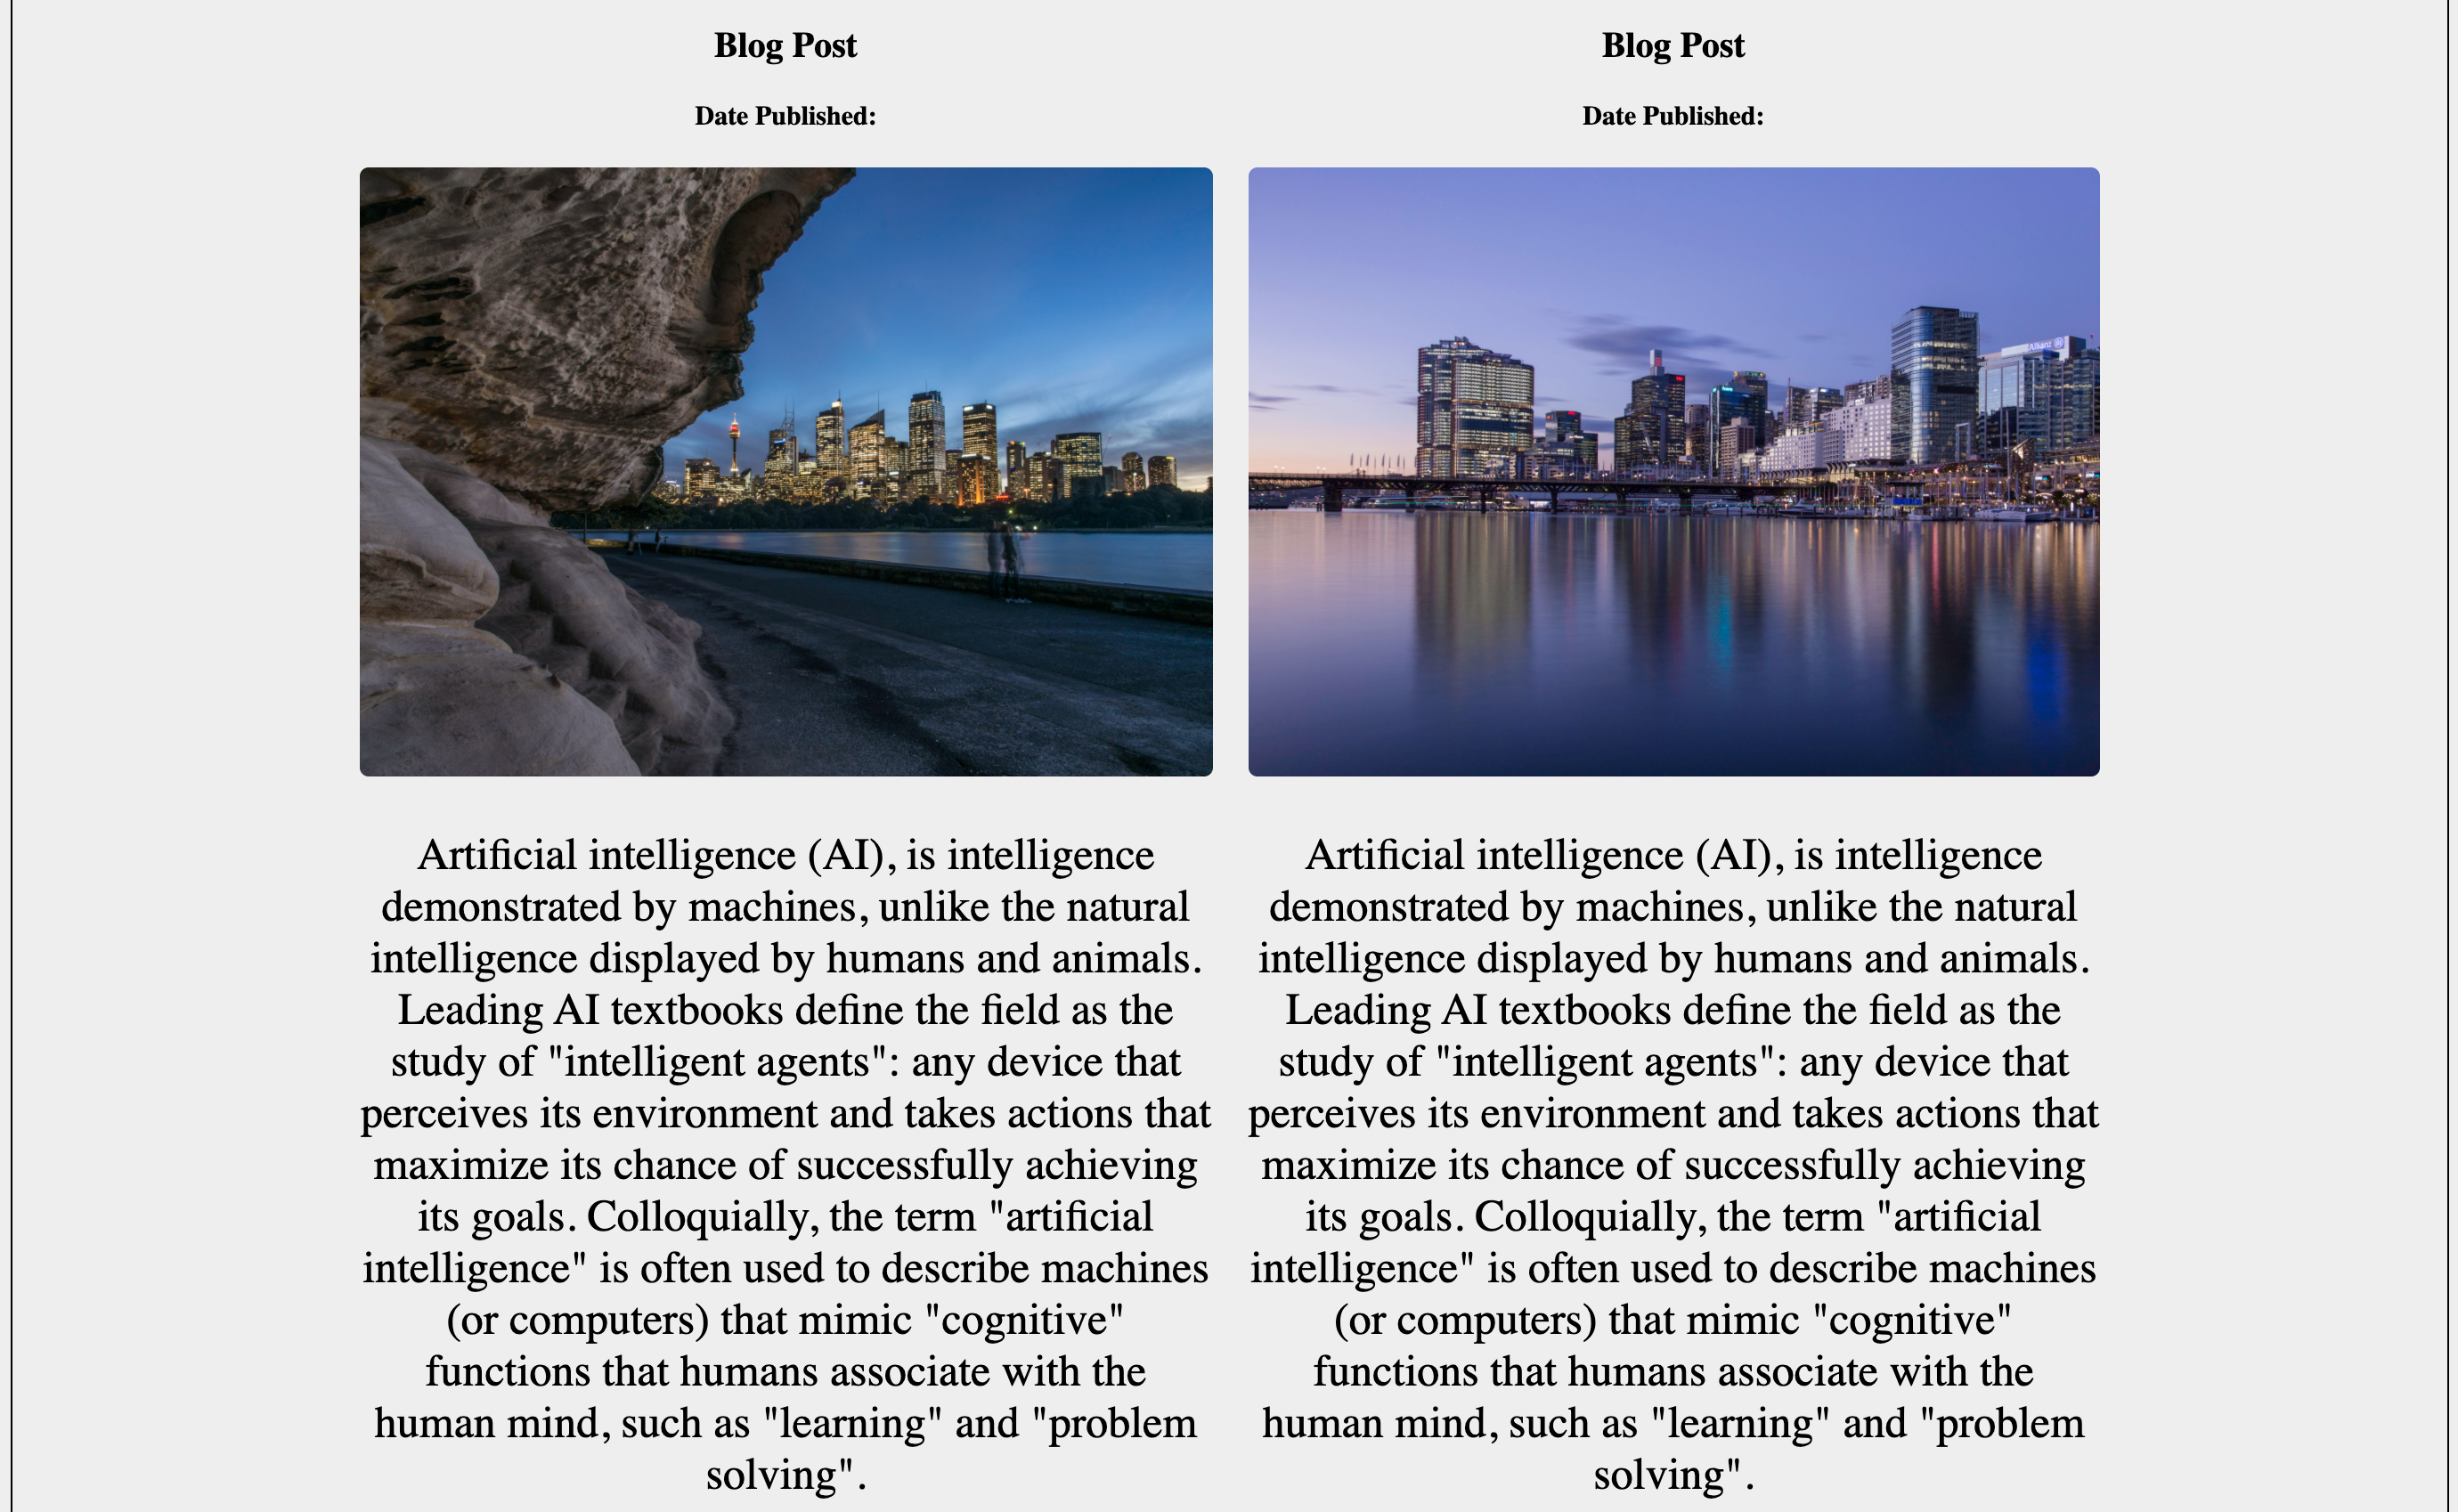 Blog Post
Date Published:
Allianz
Artificial intelligence (AI), is intelligence
demonstrated by machines, unlike the natural
intelligence displayed by humans and animals.
Leading AI textbooks define the field as the
study of "intelligent agents": any device that
perceives its environment and takes actions that
maximize its chance of successfully achieving
its goals. Colloquially, the term "artificial
intelligence" is often used to describe machines
(or computers) that mimic "cognitive"
functions that humans associate with the
human mind, such as "learning" and "problem
solving".
Blog Post
Date Published:
Artificial intelligence (AI), is intelligence
demonstrated by machines, unlike the natural
intelligence displayed by humans and animals.
Leading AI textbooks define the field as the
study of "intelligent agents": any device that
perceives its environment and takes actions that
maximize its chance of successfully achieving
its goals. Colloquially, the term "artificial
intelligence" is often used to describe machines
(or computers) that mimic "cognitive"
functions that humans associate with the
human mind, such as "learning" and "problem
solving".